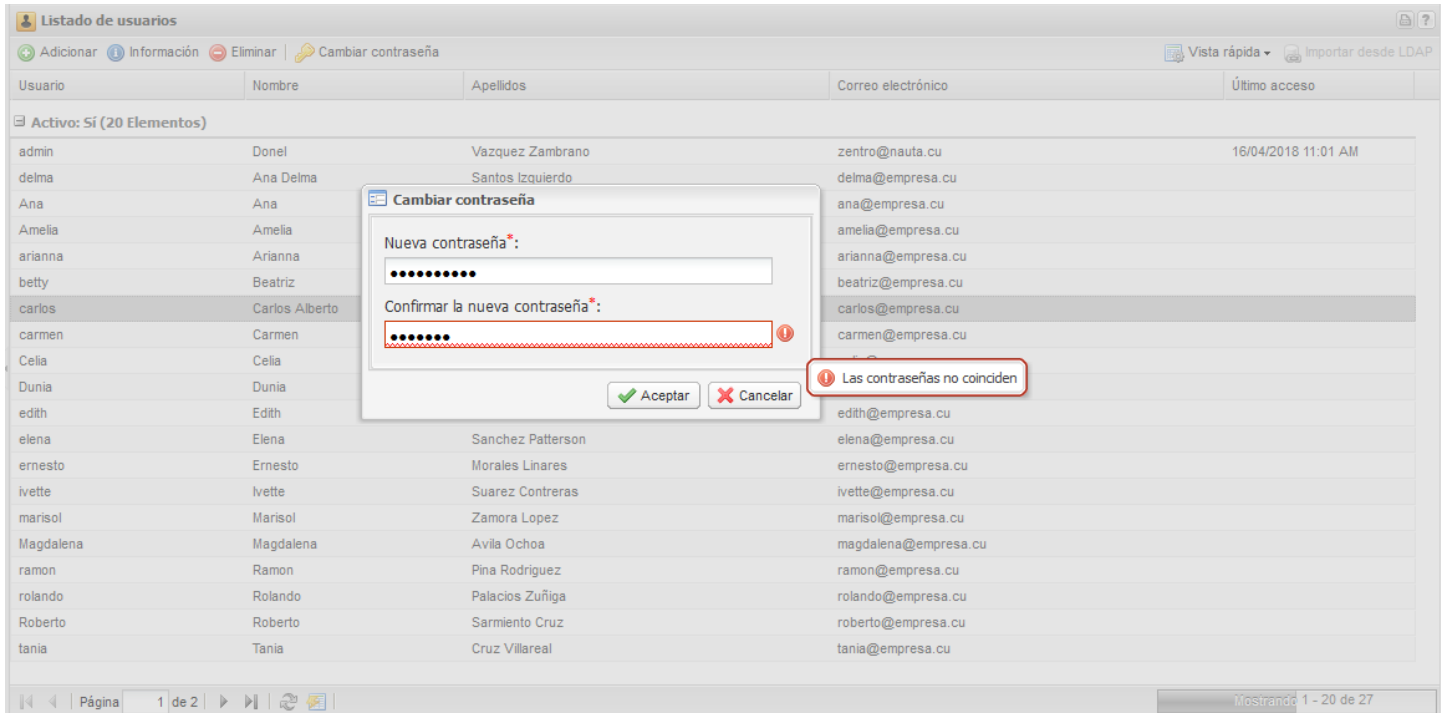 Listado de usuarios
Adicionar Información Eliminar Cambiar contraseña Vista rápida Importar desde LDAP
Usuario Nombre Apellidos Correo electrónico Último acceso
Activo: Sí (20 Elementos)
admin Donel Vazquez Zambrano zentro@nauta.cu 16/04/2018 11:01 AM
delma Ana Delma Santos Izquierdo delma@empresa.cu
Ana Ana ana@empresa.cu
Amelia Amelia amelia@empresa.cu
arianna Arianna arianna@empresa.cu
betty Beatriz beatriz@empresa.cu
carlos Carlos Alberto carlos@empresa.cu
carmen Carmen carmen@empresa.cu
Celia Celia
Dunia Dunia
edith Edith edith@empresa.cu
elena Elena Sanchez Patterson elena@empresa.cu
ernesto Ernesto Morales Linares ernesto@empresa.cu
ivette Ivette Suarez Contreras ivette@empresa.cu
marisol Marisol Zamora Lopez marisol@empresa.cu
Magdalena Magdalena Avila Ochoa magdalena@empresa.cu
ramon Ramon Pina Rodriguez ramon@empresa.cu
rolando Rolando Palacios Zuñiga rolando@empresa.cu
Roberto Roberto Sarmiento Cruz roberto@empresa.cu
tania Tania Cruz Villareal tania@empresa.cu
Cambiar contraseña
Nueva contraseña*:
••••••••••
Confirmar la nueva contraseña*:
•••••••
Las contraseñas no coinciden
Aceptar Cancelar
Página 1 de 2 Mostrando 1 - 20 de 27